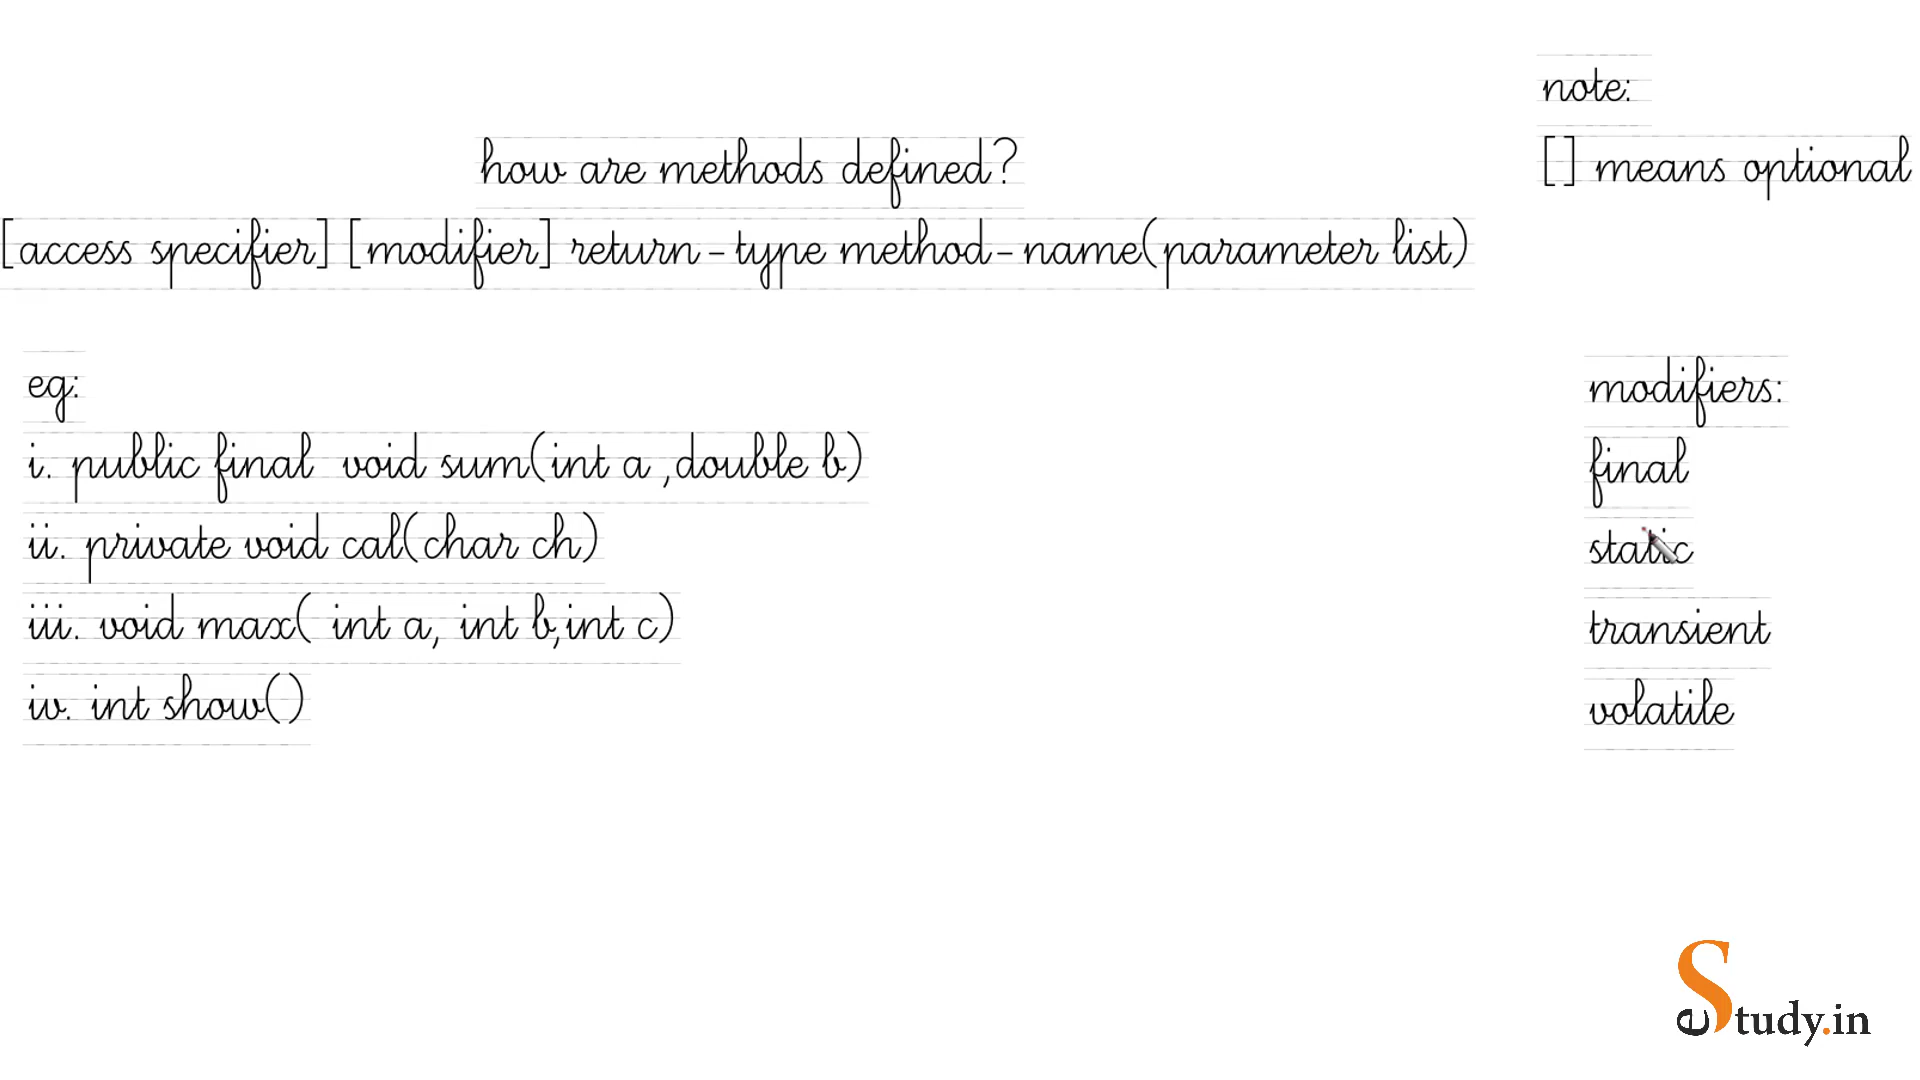 note:
[] means optional
how are methods defined?
[access specifier] [modifier] return-type method-name(parameter list)
eg:
i. public final void sum(int a ,double b)
ii. private void cal(char ch)
iii. void max( int a, int b,int c)
iv. int show()
modifiers:
final
static
transient
volatile
eStudy.in